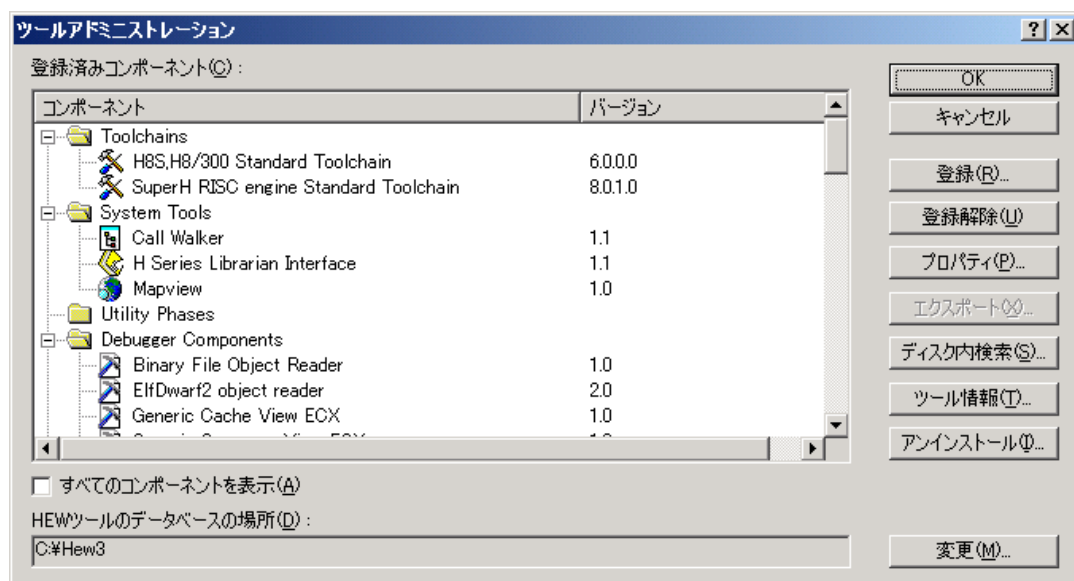 ツールアドミニストレーション
登録済みコンポーネント(C):
コンポーネント バージョン
Toolchains
H8S,H8/300 Standard Toolchain 6.0.0.0
SuperH RISC engine Standard Toolchain 8.0.1.0
System Tools
Call Walker 1.1
H Series Librarian Interface 1.1
Mapview 1.0
Utility Phases
Debugger Components
Binary File Object Reader 1.0
ElfDwarf2 object reader 2.0
Generic Cache View ECX 1.0
すべてのコンポーネントを表示(A)
HEWツールのデータベースの場所(D):
C:¥Hew3
OK
キャンセル
登録(R)...
登録解除(U)
プロパティ(P)...
エクスポート(X)...
ディスク内検索(S)...
ツール情報(T)...
アンインストール(I)...
変更(M)...